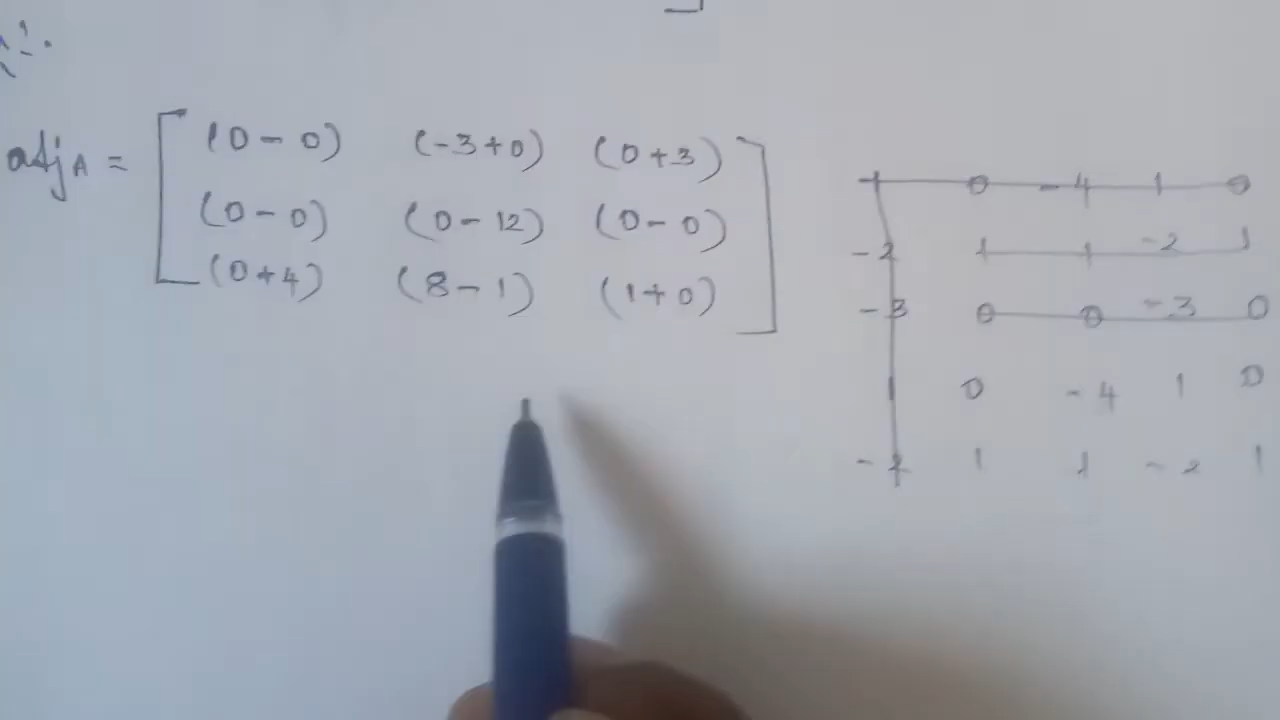 adj A = [ (0 - 0) (-3 + 0) (0 + 3)
(0 - 0) (0 - 12) (0 - 0)
(0 + 4) (8 - 1) (1 + 0) ]
1 0 -4 1 0
-2 1 1 -2 1
-3 0 0 -3 0
1 0 -4 1 0
-2 1 1 -2 1